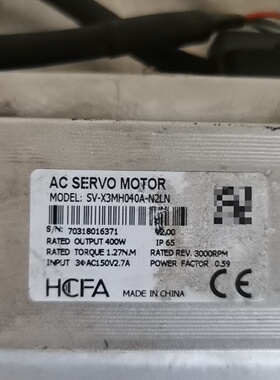 AC SERVO MOTOR
MODEL: SV-X3MH040A-N2LN
S/N: 70318016371 V2.00
RATED OUTPUT 400W IP 65
RATED TORQUE 1.27N.M RATED REV. 3000RPM
INPUT 3Φ AC150V2.7A POWER FACTOR 0.59
HCFA MADE IN CHINA CE